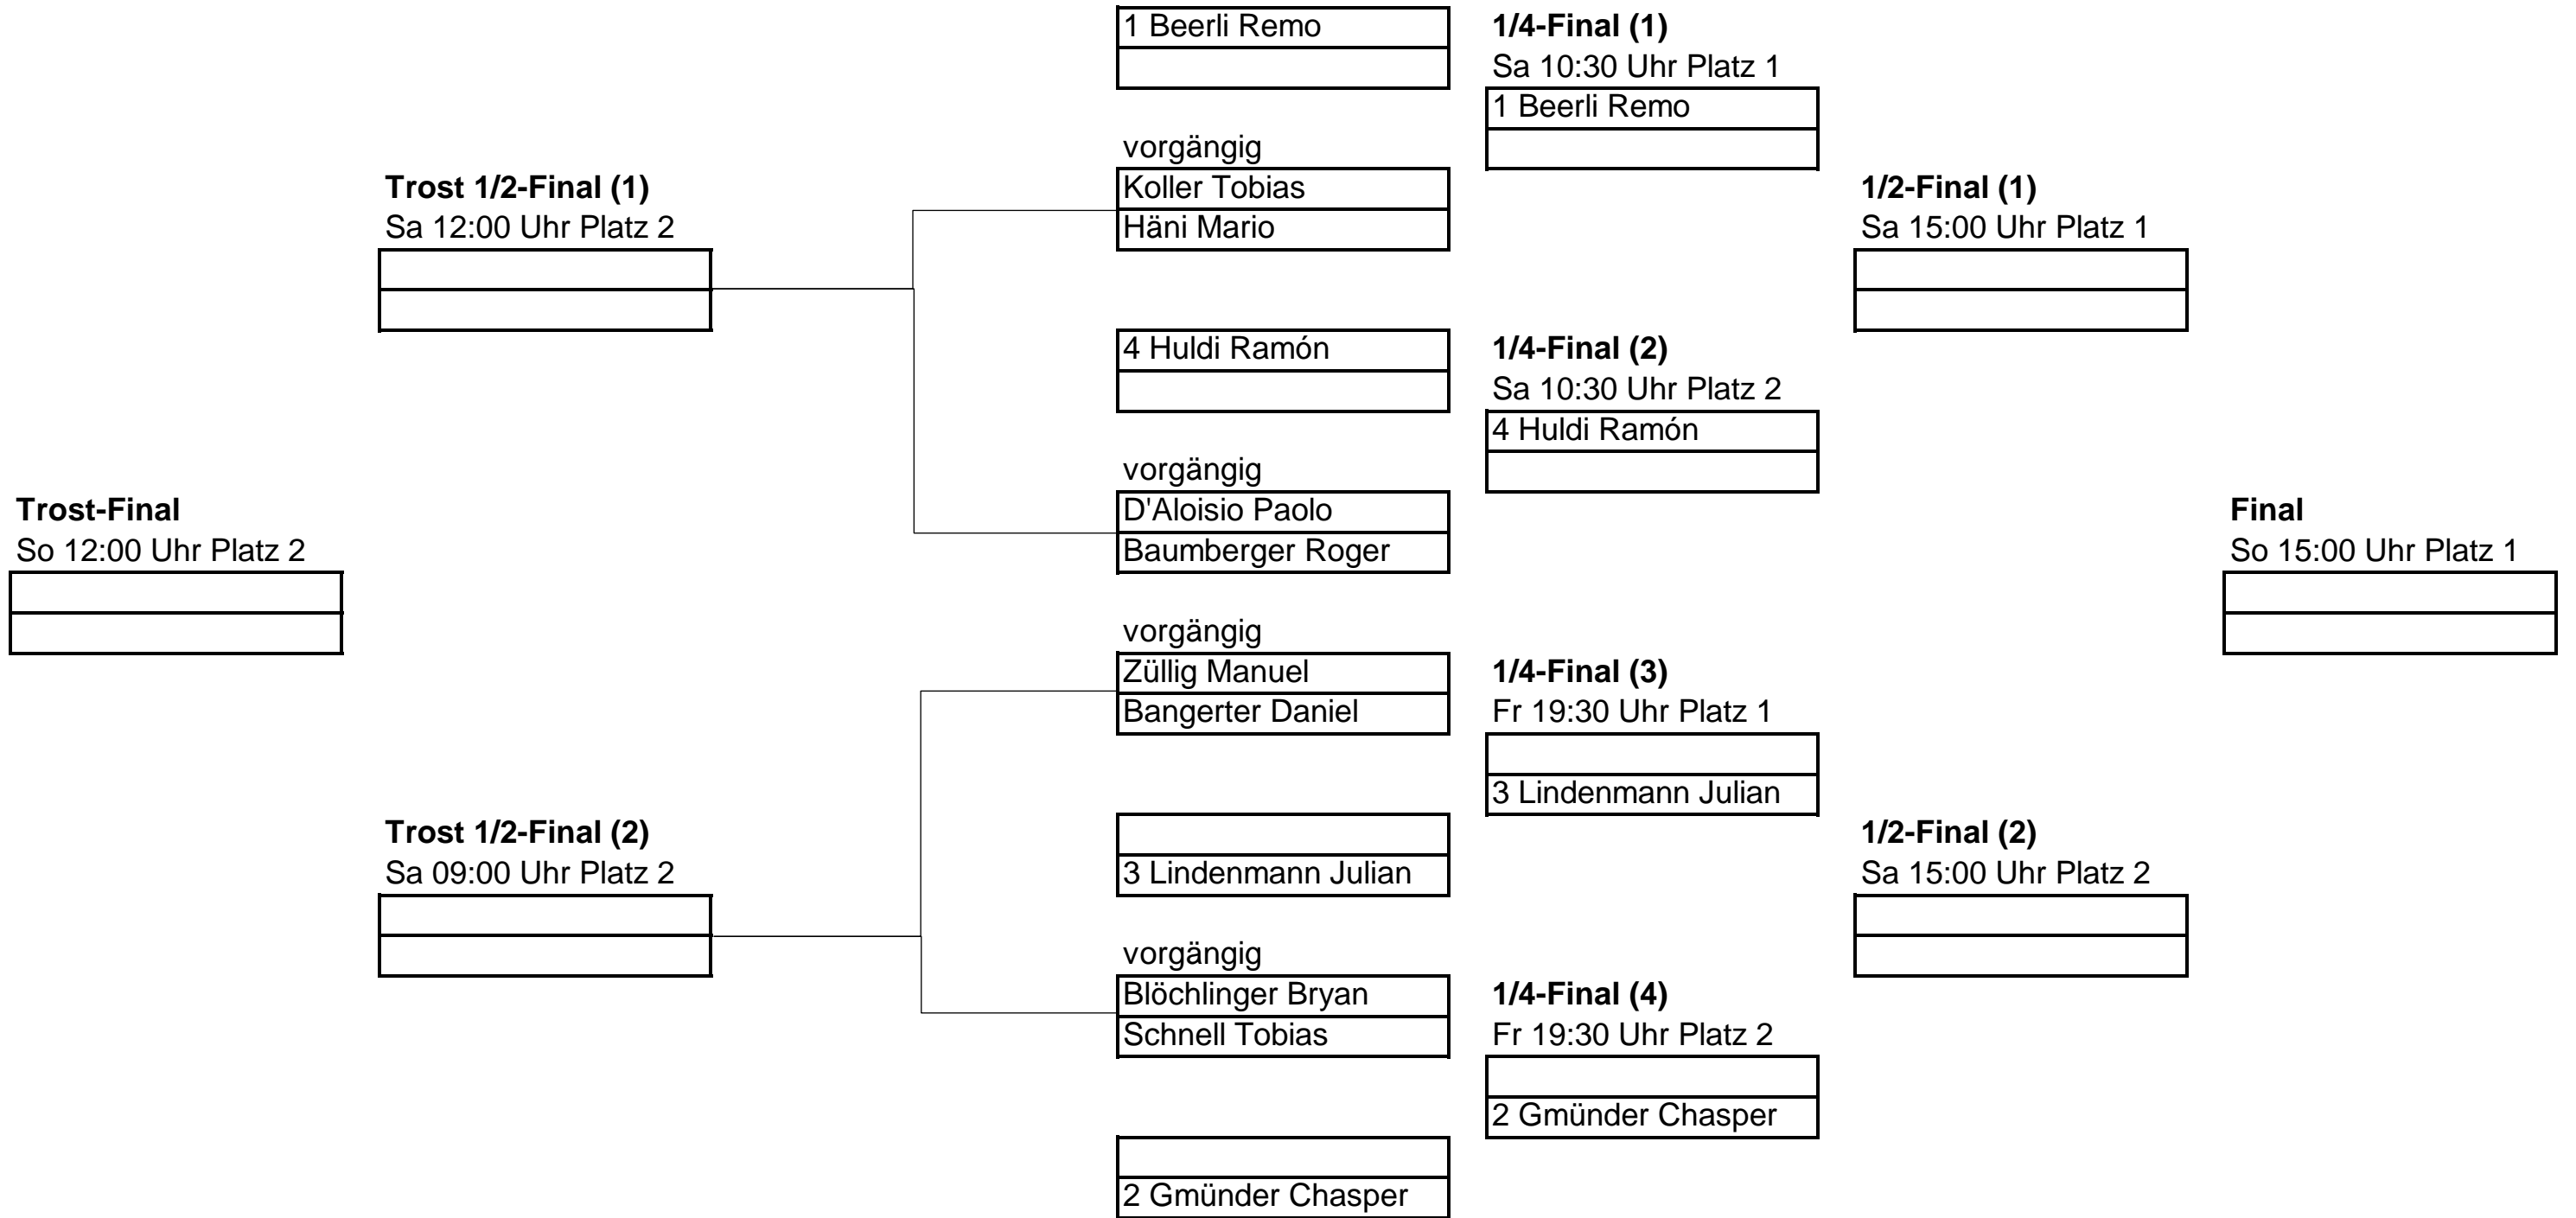 Trost-Final
So 12:00 Uhr Platz 2
Trost 1/2-Final (1)
Sa 12:00 Uhr Platz 2
Trost 1/2-Final (2)
Sa 09:00 Uhr Platz 2
1 Beerli Remo
vorgängig
Koller Tobias
Häni Mario
4 Huldi Ramón
vorgängig
D'Aloisio Paolo
Baumberger Roger
vorgängig
Züllig Manuel
Bangerter Daniel
3 Lindenmann Julian
vorgängig
Blöchlinger Bryan
Schnell Tobias
2 Gmünder Chasper
1/4-Final (1)
Sa 10:30 Uhr Platz 1
1 Beerli Remo
1/4-Final (2)
Sa 10:30 Uhr Platz 2
4 Huldi Ramón
1/4-Final (3)
Fr 19:30 Uhr Platz 1
3 Lindenmann Julian
1/4-Final (4)
Fr 19:30 Uhr Platz 2
2 Gmünder Chasper
1/2-Final (1)
Sa 15:00 Uhr Platz 1
1/2-Final (2)
Sa 15:00 Uhr Platz 2
Final
So 15:00 Uhr Platz 1